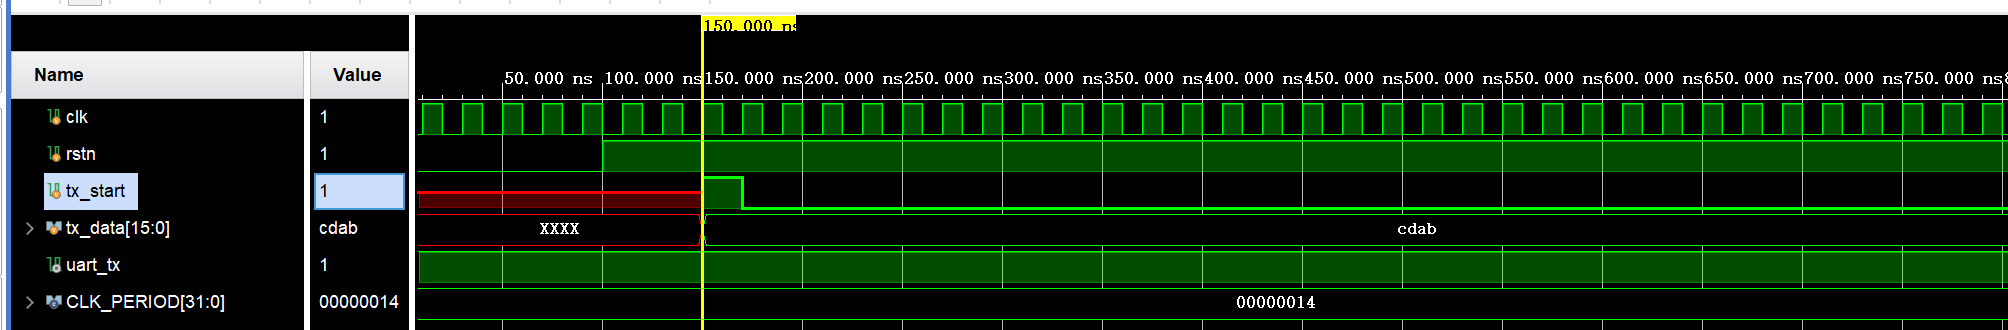 150.000 ns
Name Value
50.000 ns 100.000 ns 150.000 ns 200.000 ns 250.000 ns 300.000 ns 350.000 ns 400.000 ns 450.000 ns 500.000 ns 550.000 ns 600.000 ns 650.000 ns 700.000 ns 750.000 ns 8
clk 1
rstn 1
tx_start 1
tx_data[15:0] cdab XXXX cdab
uart_tx 1
CLK_PERIOD[31:0] 00000014 00000014